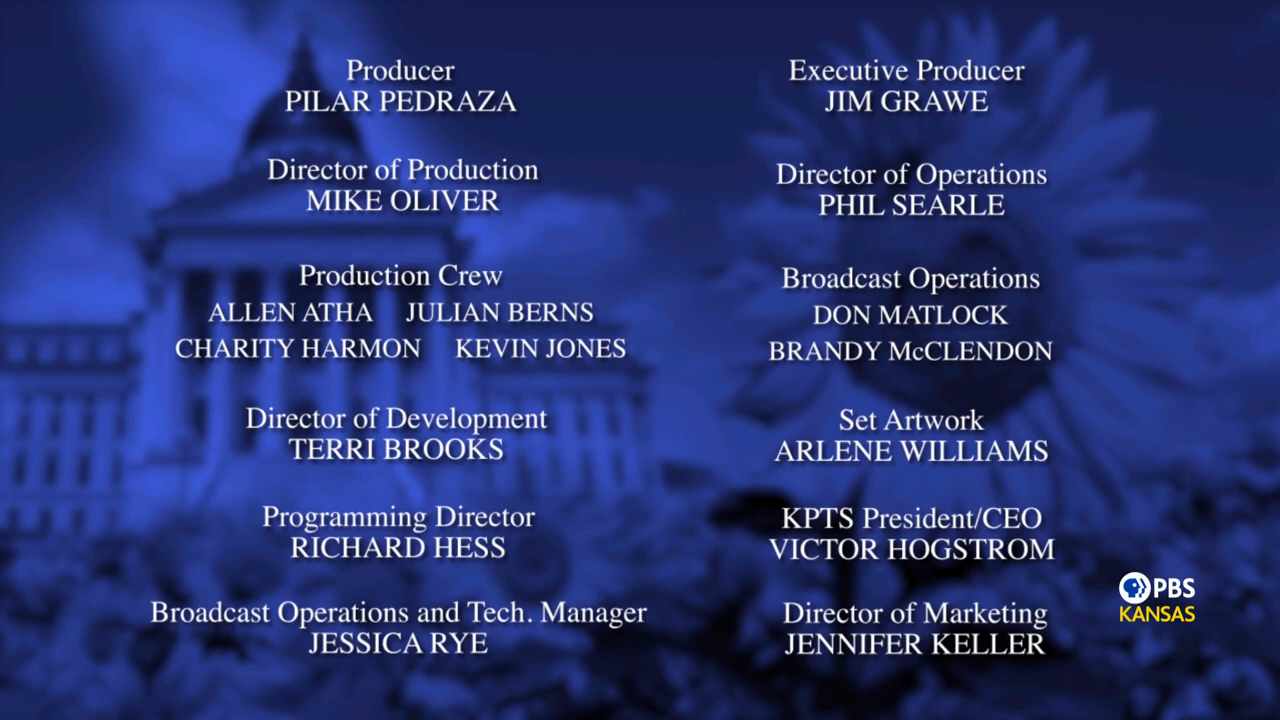 Producer
PILAR PEDRAZA
Director of Production
MIKE OLIVER
Production Crew
ALLEN ATHA JULIAN BERNS
CHARITY HARMON KEVIN JONES
Director of Development
TERRI BROOKS
Programming Director
RICHARD HESS
Broadcast Operations and Tech. Manager
JESSICA RYE
Executive Producer
JIM GRAWE
Director of Operations
PHIL SEARLE
Broadcast Operations
DON MATLOCK
BRANDY McCLENDON
Set Artwork
ARLENE WILLIAMS
KPTS President/CEO
VICTOR HOGSTROM
Director of Marketing
JENNIFER KELLER
PBS
KANSAS